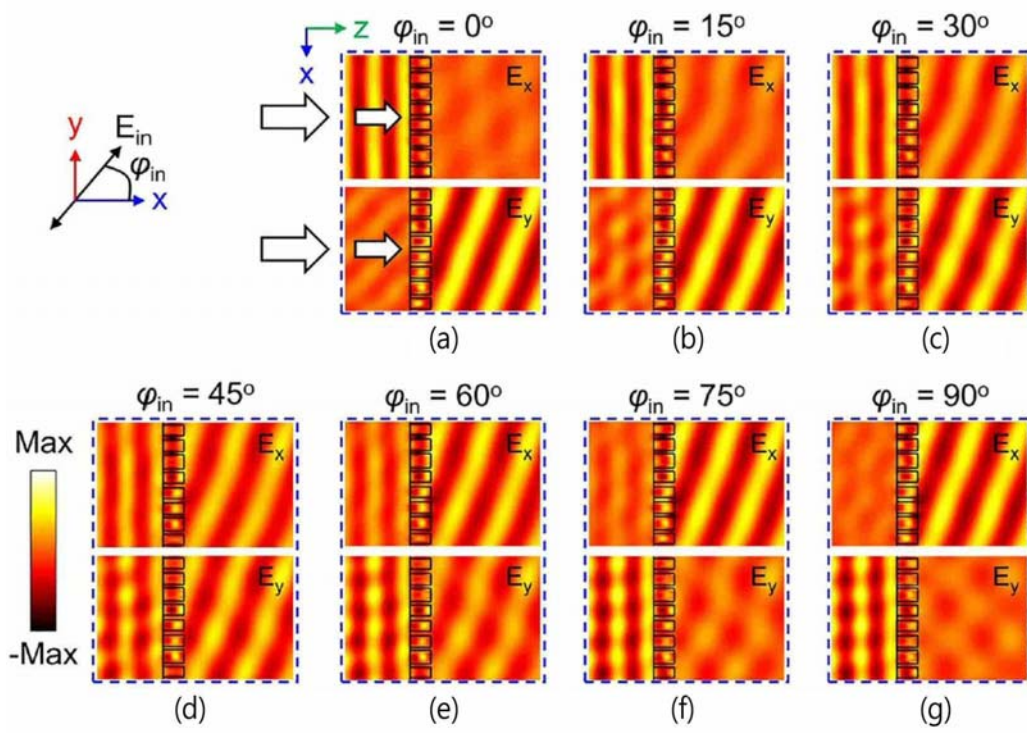 z
x
y
E_in
φ_in
x
φ_in = 0°
E_x
E_y
(a)
φ_in = 15°
E_x
E_y
(b)
φ_in = 30°
E_x
E_y
(c)
Max
-Max
φ_in = 45°
E_x
E_y
(d)
φ_in = 60°
E_x
E_y
(e)
φ_in = 75°
E_x
E_y
(f)
φ_in = 90°
E_x
E_y
(g)